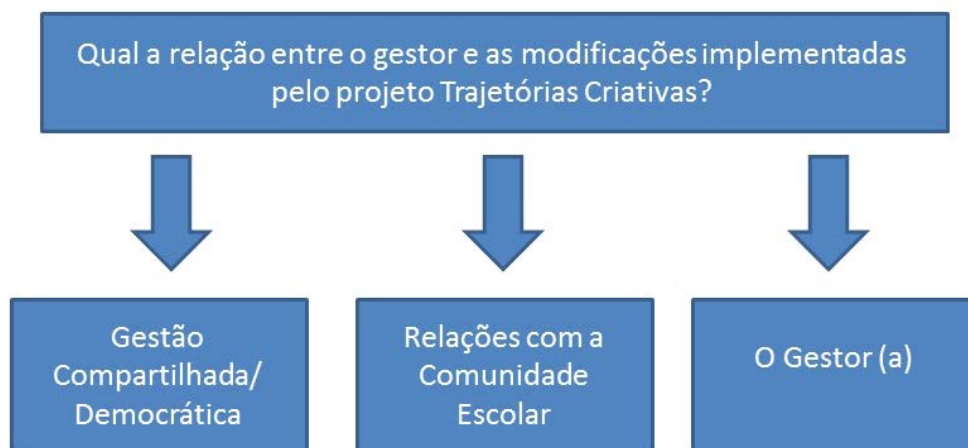 Qual a relação entre o gestor e as modificações implementadas
pelo projeto Trajetórias Criativas?
Gestão
Compartilhada/
Democrática
Relações com a
Comunidade
Escolar
O Gestor (a)